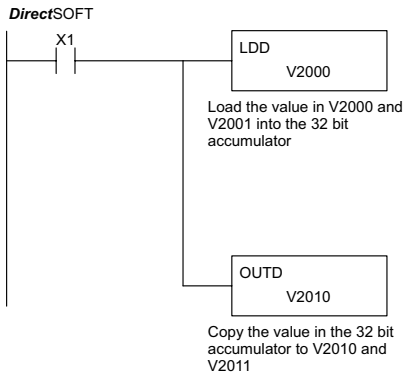 DirectSOFT
X1
LDD
V2000
Load the value in V2000 and
V2001 into the 32 bit
accumulator
OUTD
V2010
Copy the value in the 32 bit
accumulator to V2010 and
V2011